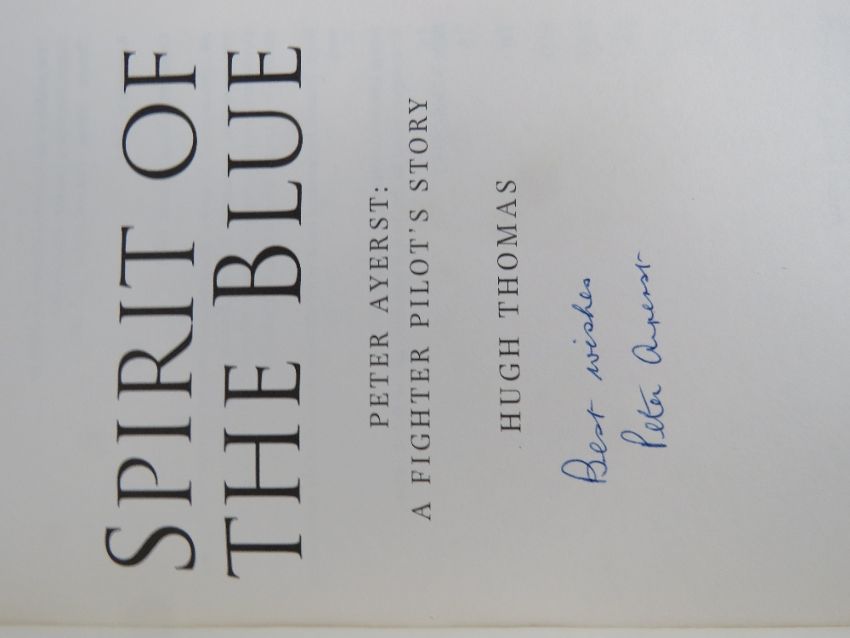 SPIRIT OF
THE BLUE
PETER AYERST:
A FIGHTER PILOT'S STORY
HUGH THOMAS
Best wishes
Peter Ayerst